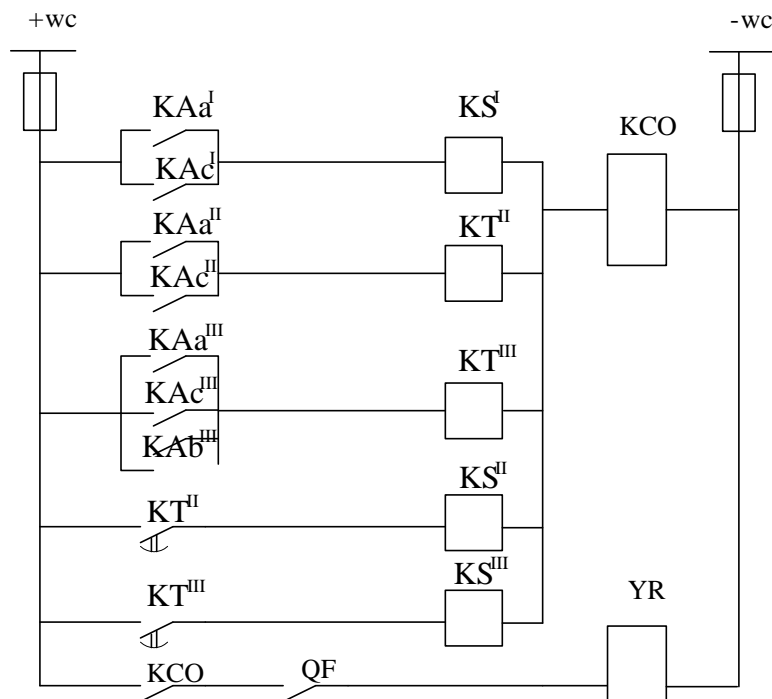 +wc
-wc
KAaᴵ
KSᴵ
KCO
KAcᴵ
KAaᴵᴵ
KTᴵᴵ
KAcᴵᴵ
KAaᴵᴵᴵ
KTᴵᴵᴵ
KAcᴵᴵᴵ
KAbᴵᴵᴵ
KTᴵᴵ
KSᴵᴵ
KTᴵᴵᴵ
KSᴵᴵᴵ
YR
KCO
QF